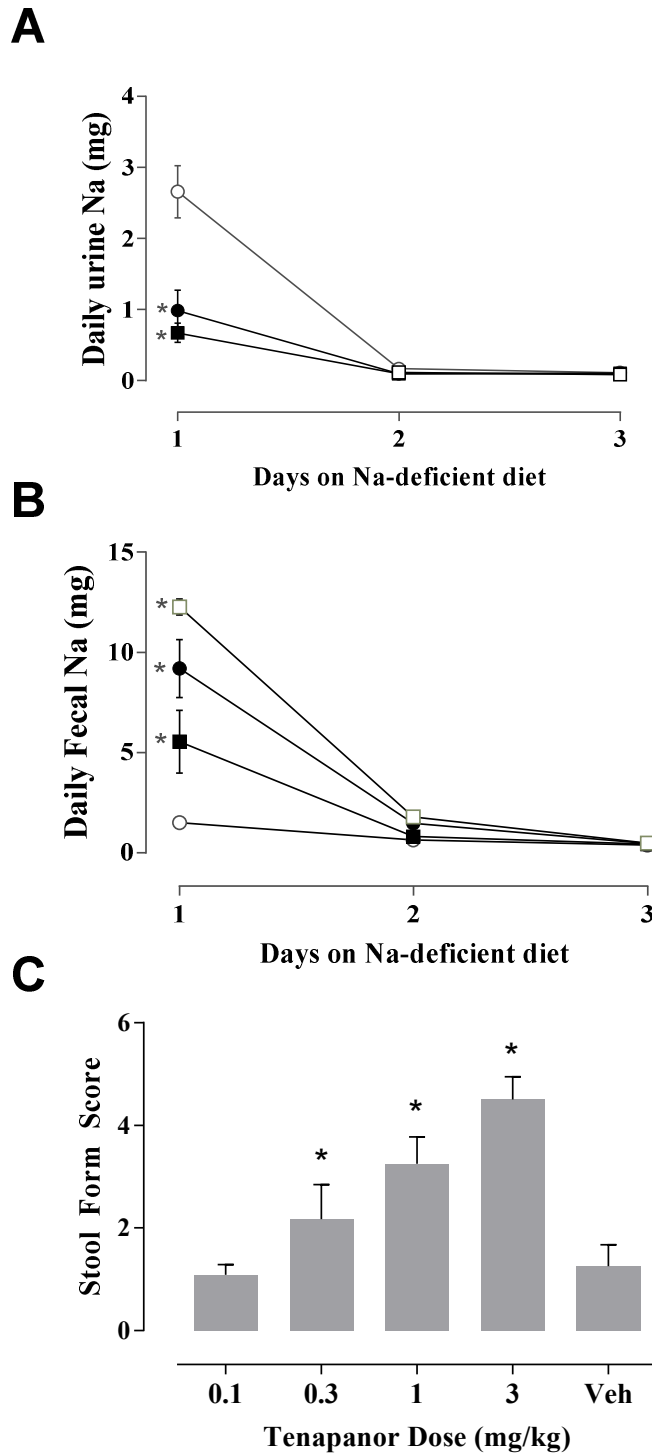 A
Daily urine Na (mg)
4
3
2
1
0
*
*
1 2 3
Days on Na-deficient diet
B
Daily Fecal Na (mg)
15
10
5
0
*
*
*
1 2 3
Days on Na-deficient diet
C
Stool Form Score
6
4
2
0
*
*
*
0.1 0.3 1 3 Veh
Tenapanor Dose (mg/kg)